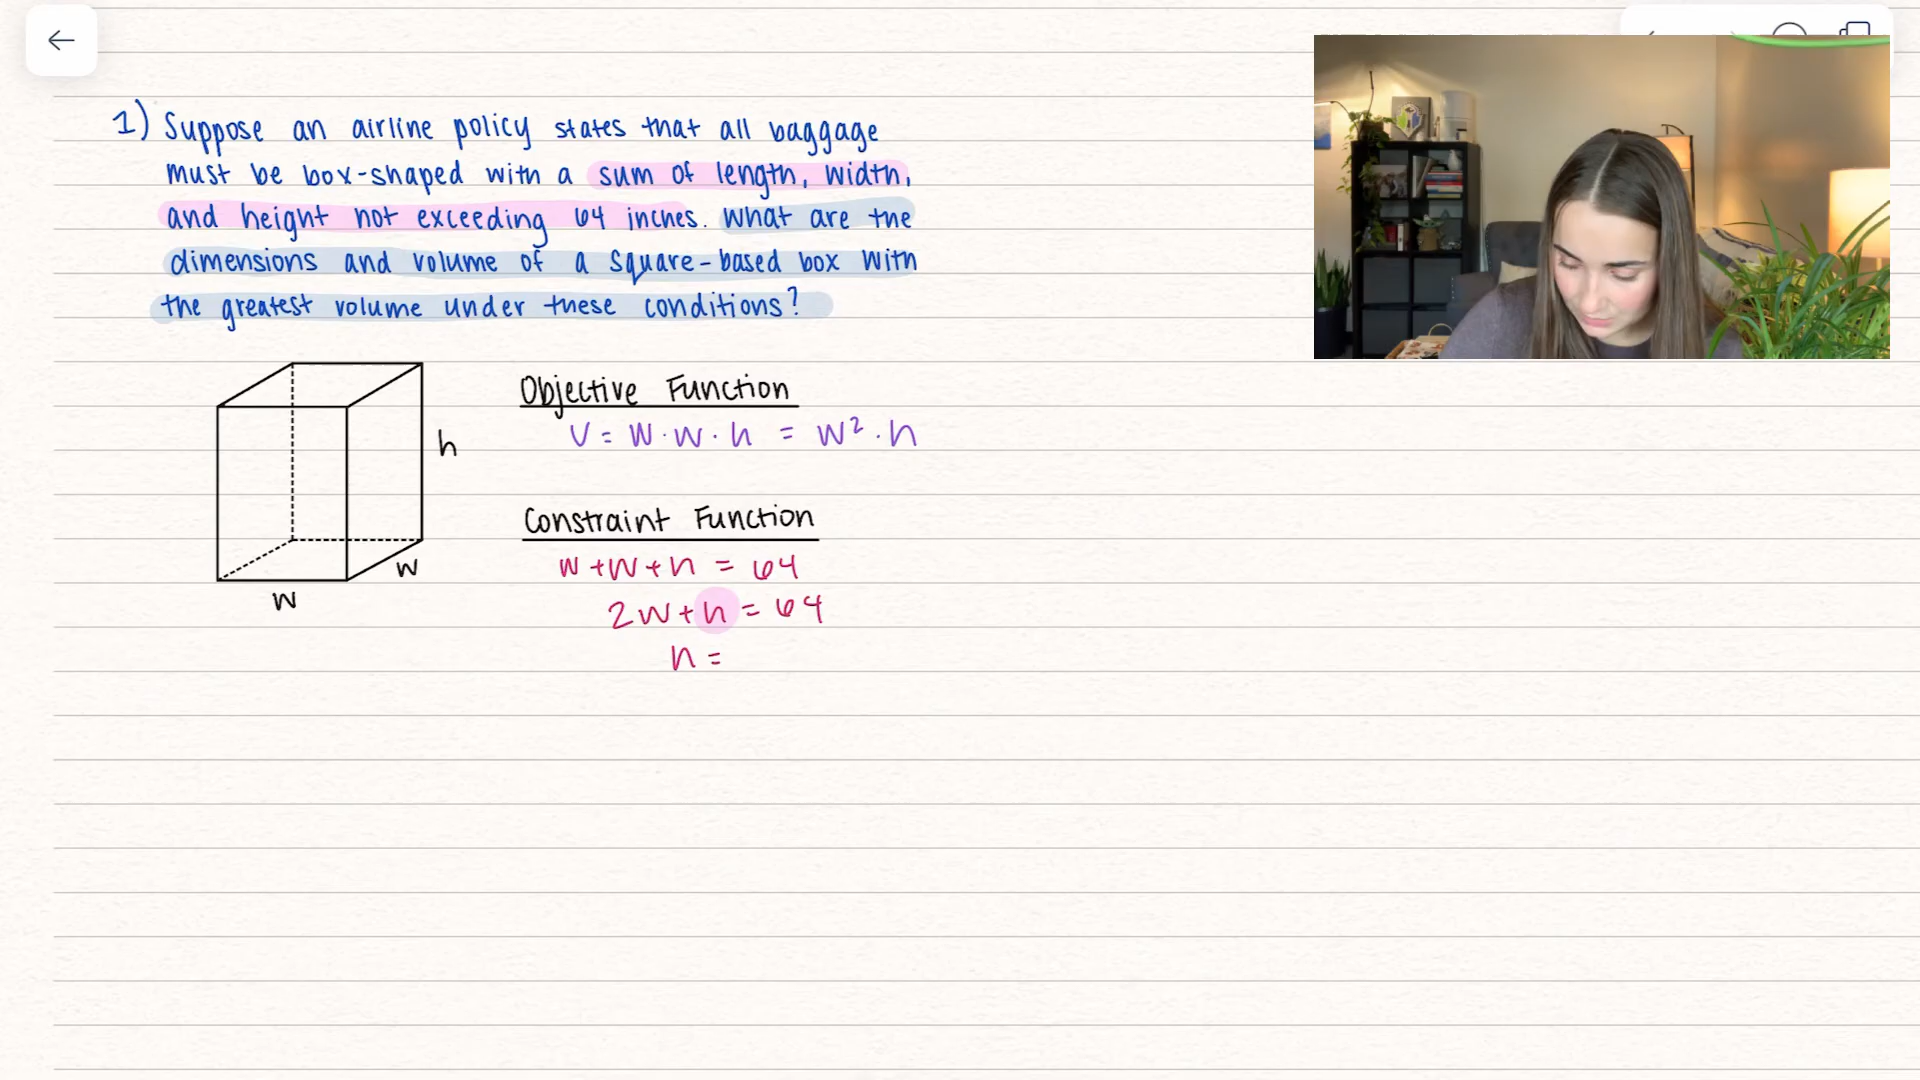 1) Suppose an airline policy states that all baggage
must be box-shaped with a sum of length, width,
and height not exceeding 64 inches. What are the
dimensions and volume of a square-based box with
the greatest volume under these conditions?
h
w
w
Objective Function
V = w·w·h = w²·h
Constraint Function
w+w+h = 64
2w+h = 64
h =